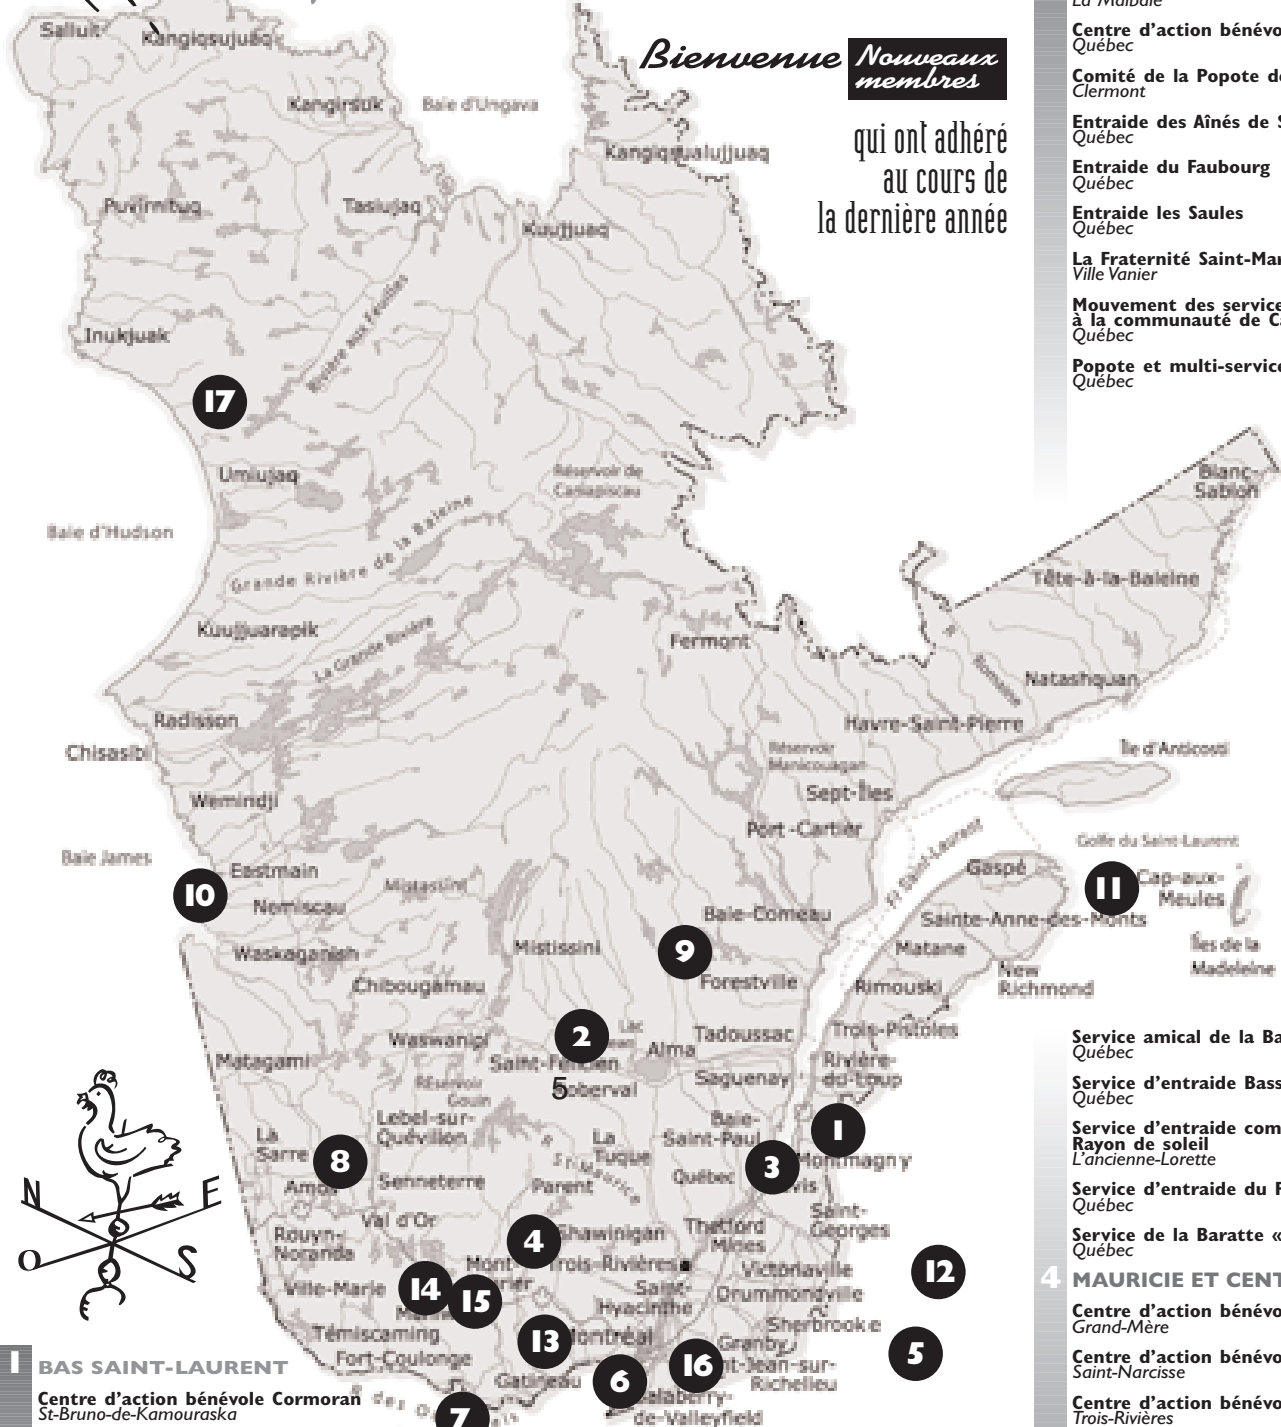 Bienvenue Nouveaux
membres
qui ont adhéré
au cours de
la dernière année
Salluit
Kangiqsujuaq
Kangirsuk
Baie d'Ungava
Kangiqsualujjuaq
Puvirnituq
Tasiujaq
Kuujjuaq
Inukjuak
Rivière aux Feuilles
17
Umiujaq
Réservoir de
Caniapiscau
Baie d'Hudson
Grande Rivière de la Baleine
Blanc-
Sablon
Tête-à-la-Baleine
Kuujjuarapik
La Grande Rivière
Fermont
Romaine
Natashquan
Radisson
Havre-Saint-Pierre
Chisasibi
Réservoir
Manicouagan
Île d'Anticosti
Wemindji
Sept-Îles
Port-Cartier
Fl Saint-Laurent
Golfe du Saint-Laurent
Baie James
Eastmain
Gaspé
10
Nemiscau
Mistassini
11
Cap-aux-
Meules
Baie-Comeau
Sainte-Anne-des-Monts
Waskaganish
Mistissini
9
Matane
Îles de la
Madeleine
Chibougamau
Forestville
Rimouski
New
Richmond
Waswanipi
2
Lac
Tadoussac
Trois-Pistoles
Matagami
Saint-Félicien
Alma
Rivière-
du-Loup
Réservoir
Gouin
5
Saguenay
Lebel-sur-
Quévillon
Baie-
Saint-Paul
1
La
Sarre
8
La
Tuque
St-Maurice
3
Montmagny
Amos
Senneterre
Parent
Québec
Val d'Or
Saint-
Georges
Rouyn-
Noranda
4
Shawinigan
Thetford
Mines
Trois-Rivières
Victoriaville
12
Ville-Marie
14
15
Saint-
Hyacinthe
Drummondville
Témiscaming
13
Sherbrooke
Fort-Coulonge
Granby
5
Gatineau
6
16
Richelieu
de-Valleyfield
7
N
E
O
S
1 BAS SAINT-LAURENT
Centre d'action bénévole Cormoran
St-Bruno-de-Kamouraska
La Malbaie
Centre d'action bénévo
Québec
Comité de la Popote d
Clermont
Entraide des Aînés de S
Québec
Entraide du Faubourg
Québec
Entraide les Saules
Québec
La Fraternité Saint-Mar
Ville Vanier
Mouvement des service
à la communauté de C
Québec
Popote et multi-service
Québec
Service amical de la Ba
Québec
Service d'entraide Bass
Québec
Service d'entraide com
Rayon de soleil
L'ancienne-Lorette
Service d'entraide du
Québec
Service de la Baratte «
Québec
4 MAURICIE ET CENT
Centre d'action bénévo
Grand-Mère
Centre d'action bénévo
Saint-Narcisse
Centre d'action bénévo
Trois-Rivières